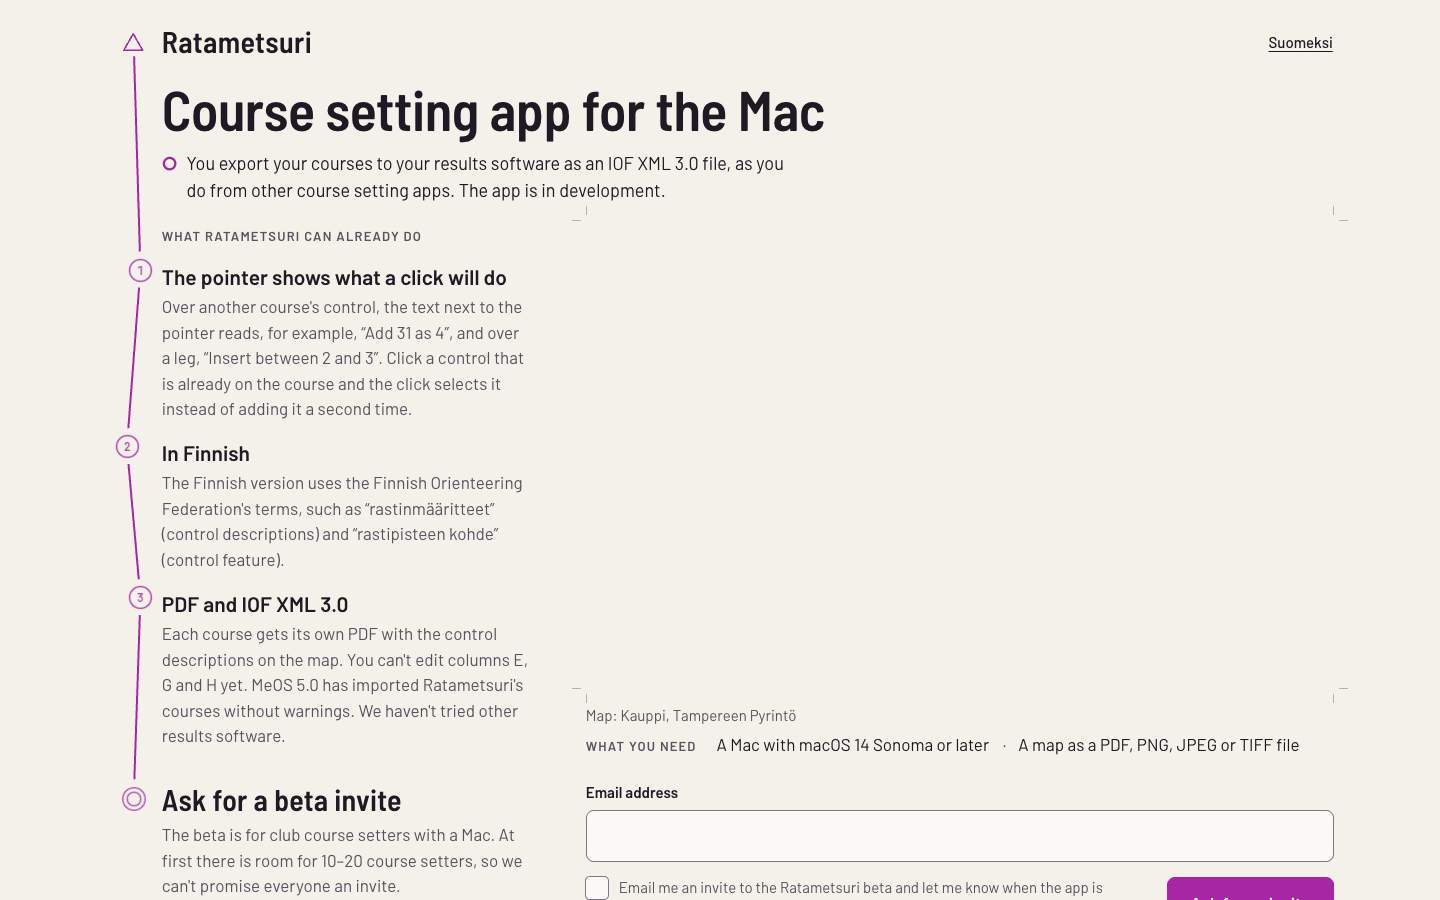 Ratametsuri
Suomeksi
Course setting app for the Mac
You export your courses to your results software as an IOF XML 3.0 file, as you
do from other course setting apps. The app is in development.
WHAT RATAMETSURI CAN ALREADY DO
1
The pointer shows what a click will do
Over another course's control, the text next to the
pointer reads, for example, “Add 31 as 4”, and over
a leg, “Insert between 2 and 3”. Click a control that
is already on the course and the click selects it
instead of adding it a second time.
2
In Finnish
The Finnish version uses the Finnish Orienteering
Federation's terms, such as “rastinmääritteet”
(control descriptions) and “rastipisteen kohde”
(control feature).
3
PDF and IOF XML 3.0
Each course gets its own PDF with the control
descriptions on the map. You can't edit columns E,
G and H yet. MeOS 5.0 has imported Ratametsuri's
courses without warnings. We haven't tried other
results software.
Map: Kauppi, Tampereen Pyrintö
WHAT YOU NEED A Mac with macOS 14 Sonoma or later · A map as a PDF, PNG, JPEG or TIFF file
Ask for a beta invite
The beta is for club course setters with a Mac. At
first there is room for 10–20 course setters, so we
can't promise everyone an invite.
Email address
Email me an invite to the Ratametsuri beta and let me know when the app is